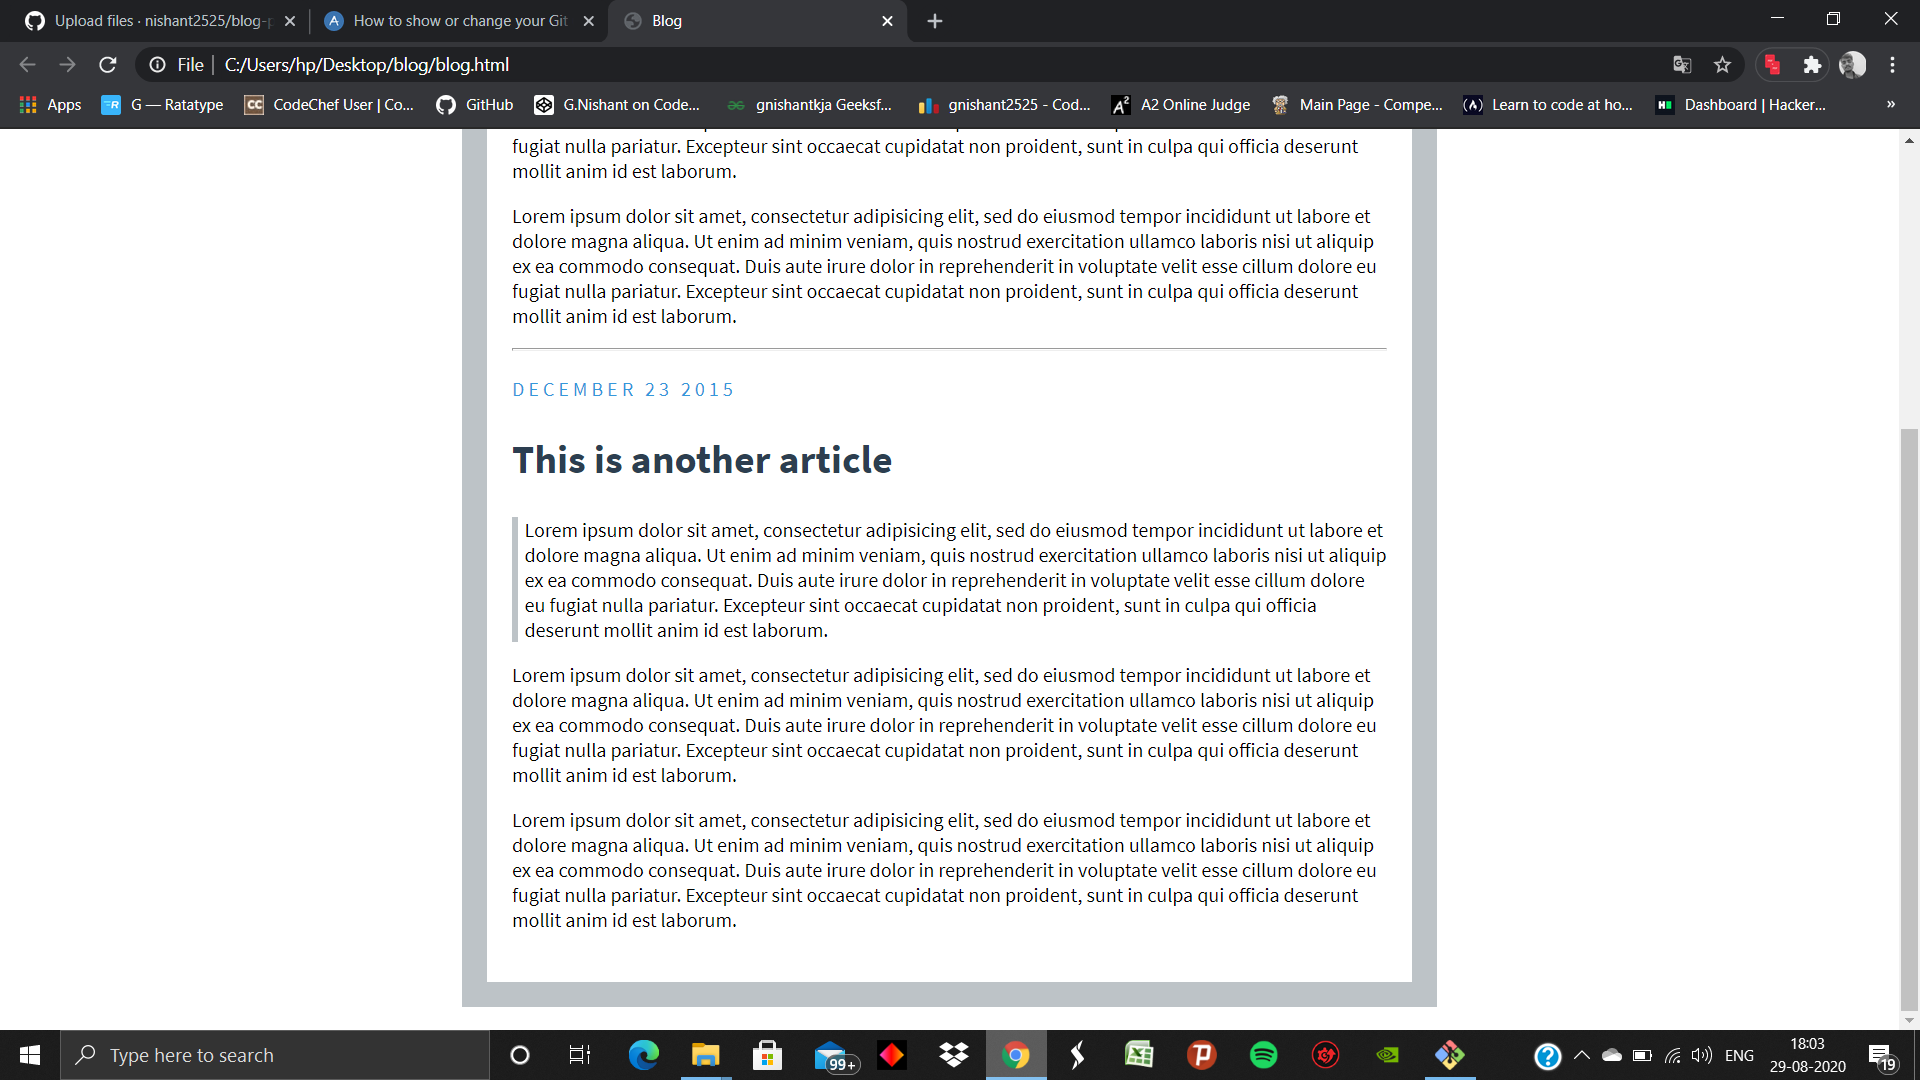 Upload files · nishant2525/blog-p
How to show or change your Git
Blog
File
C:/Users/hp/Desktop/blog/blog.html
Apps
G — Ratatype
CodeChef User | Co...
GitHub
G.Nishant on Code...
gnishantkja Geeksf...
gnishant2525 - Cod...
A2 Online Judge
Main Page - Compe...
Learn to code at ho...
Dashboard | Hacker...
»
fugiat nulla pariatur. Excepteur sint occaecat cupidatat non proident, sunt in culpa qui officia deserunt
mollit anim id est laborum.
Lorem ipsum dolor sit amet, consectetur adipisicing elit, sed do eiusmod tempor incididunt ut labore et
dolore magna aliqua. Ut enim ad minim veniam, quis nostrud exercitation ullamco laboris nisi ut aliquip
ex ea commodo consequat. Duis aute irure dolor in reprehenderit in voluptate velit esse cillum dolore eu
fugiat nulla pariatur. Excepteur sint occaecat cupidatat non proident, sunt in culpa qui officia deserunt
mollit anim id est laborum.
DECEMBER 23 2015
This is another article
Lorem ipsum dolor sit amet, consectetur adipisicing elit, sed do eiusmod tempor incididunt ut labore et
dolore magna aliqua. Ut enim ad minim veniam, quis nostrud exercitation ullamco laboris nisi ut aliquip
ex ea commodo consequat. Duis aute irure dolor in reprehenderit in voluptate velit esse cillum dolore
eu fugiat nulla pariatur. Excepteur sint occaecat cupidatat non proident, sunt in culpa qui officia
deserunt mollit anim id est laborum.
Lorem ipsum dolor sit amet, consectetur adipisicing elit, sed do eiusmod tempor incididunt ut labore et
dolore magna aliqua. Ut enim ad minim veniam, quis nostrud exercitation ullamco laboris nisi ut aliquip
ex ea commodo consequat. Duis aute irure dolor in reprehenderit in voluptate velit esse cillum dolore eu
fugiat nulla pariatur. Excepteur sint occaecat cupidatat non proident, sunt in culpa qui officia deserunt
mollit anim id est laborum.
Lorem ipsum dolor sit amet, consectetur adipisicing elit, sed do eiusmod tempor incididunt ut labore et
dolore magna aliqua. Ut enim ad minim veniam, quis nostrud exercitation ullamco laboris nisi ut aliquip
ex ea commodo consequat. Duis aute irure dolor in reprehenderit in voluptate velit esse cillum dolore eu
fugiat nulla pariatur. Excepteur sint occaecat cupidatat non proident, sunt in culpa qui officia deserunt
mollit anim id est laborum.
Type here to search
99+
ENG
18:03
29-08-2020
19